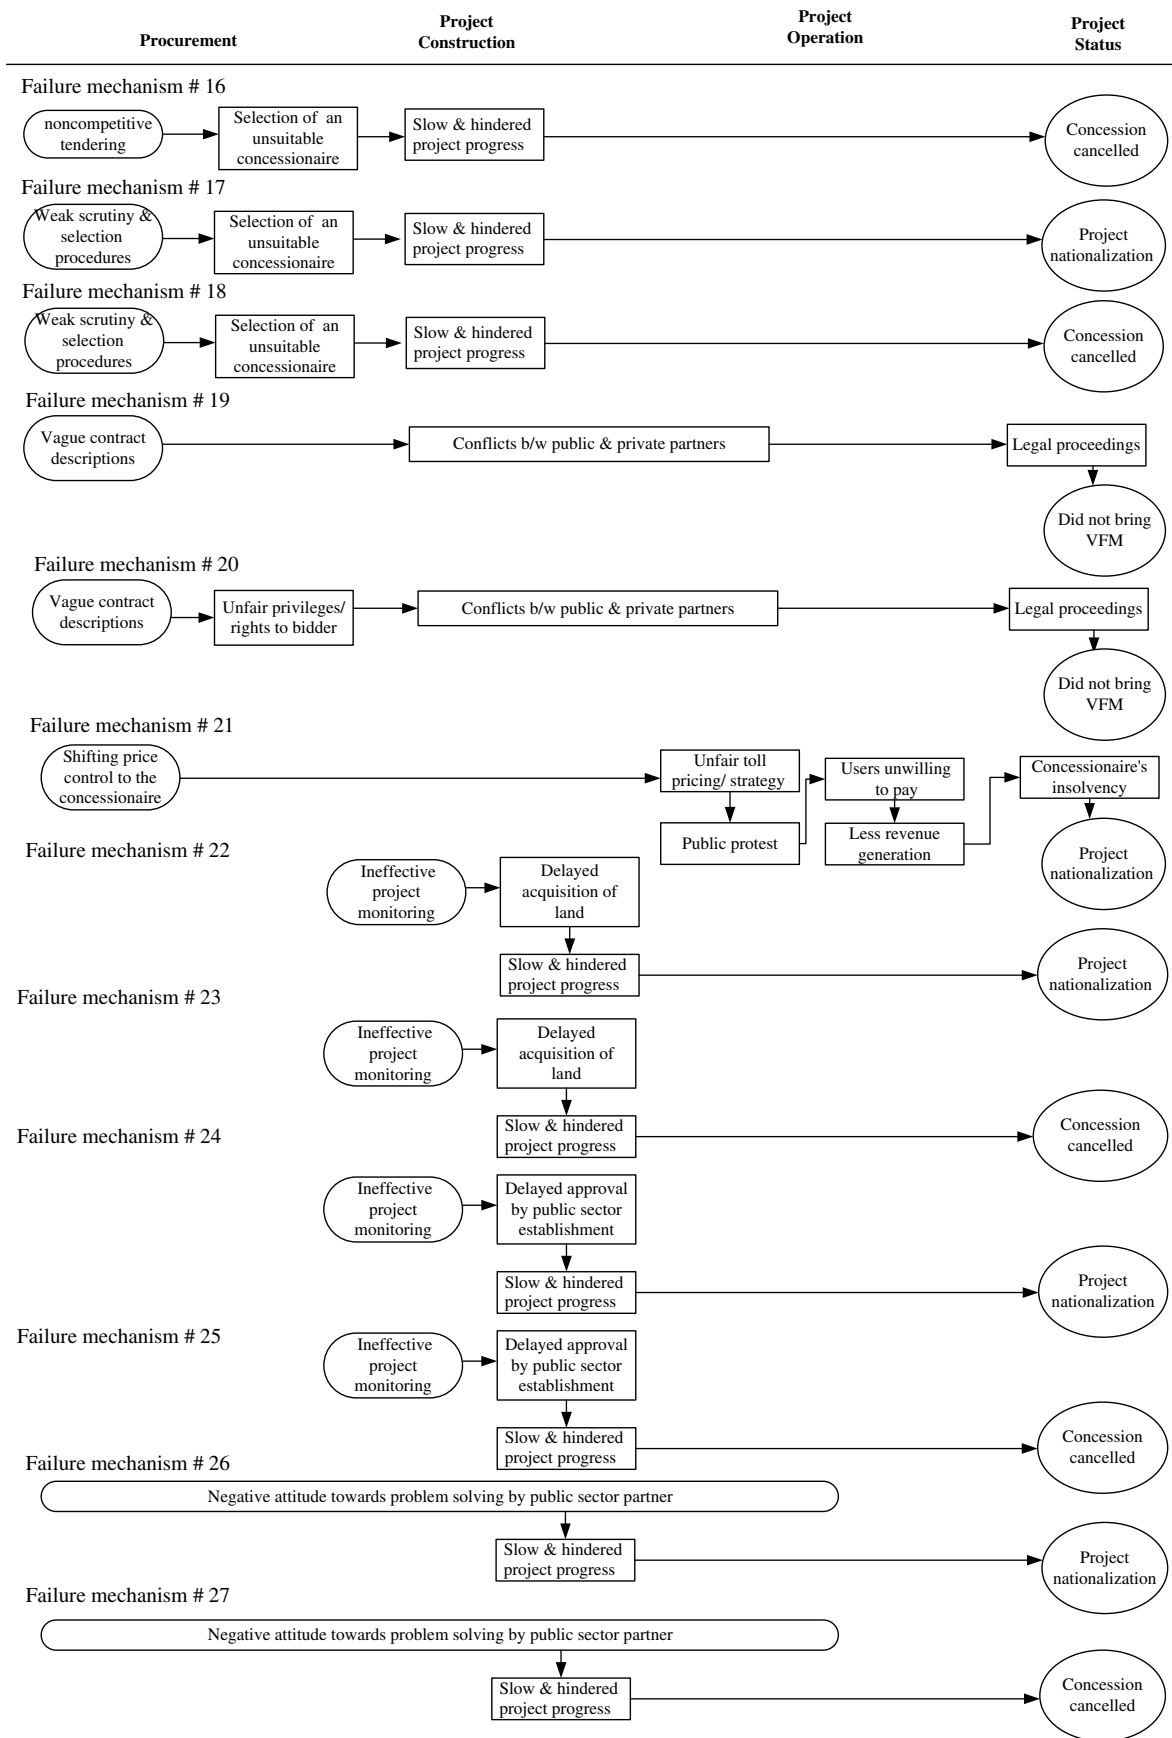 Procurement
Project
Construction
Project
Operation
Project
Status
Failure mechanism # 16
noncompetitive
tendering
Selection of an
unsuitable
concessionaire
Slow & hindered
project progress
Concession
cancelled
Failure mechanism # 17
Weak scrutiny &
selection
procedures
Selection of an
unsuitable
concessionaire
Slow & hindered
project progress
Project
nationalization
Failure mechanism # 18
Weak scrutiny &
selection
procedures
Selection of an
unsuitable
concessionaire
Slow & hindered
project progress
Concession
cancelled
Failure mechanism # 19
Vague contract
descriptions
Conflicts b/w public & private partners
Legal proceedings
Did not bring
VFM
Failure mechanism # 20
Vague contract
descriptions
Unfair privileges/
rights to bidder
Conflicts b/w public & private partners
Legal proceedings
Did not bring
VFM
Failure mechanism # 21
Shifting price
control to the
concessionaire
Unfair toll
pricing/ strategy
Public protest
Users unwilling
to pay
Less revenue
generation
Concessionaire's
insolvency
Project
nationalization
Failure mechanism # 22
Ineffective
project
monitoring
Delayed
acquisition of
land
Slow & hindered
project progress
Project
nationalization
Failure mechanism # 23
Ineffective
project
monitoring
Delayed
acquisition of
land
Slow & hindered
project progress
Concession
cancelled
Failure mechanism # 24
Ineffective
project
monitoring
Delayed approval
by public sector
establishment
Slow & hindered
project progress
Project
nationalization
Failure mechanism # 25
Ineffective
project
monitoring
Delayed approval
by public sector
establishment
Slow & hindered
project progress
Concession
cancelled
Failure mechanism # 26
Negative attitude towards problem solving by public sector partner
Slow & hindered
project progress
Project
nationalization
Failure mechanism # 27
Negative attitude towards problem solving by public sector partner
Slow & hindered
project progress
Concession
cancelled